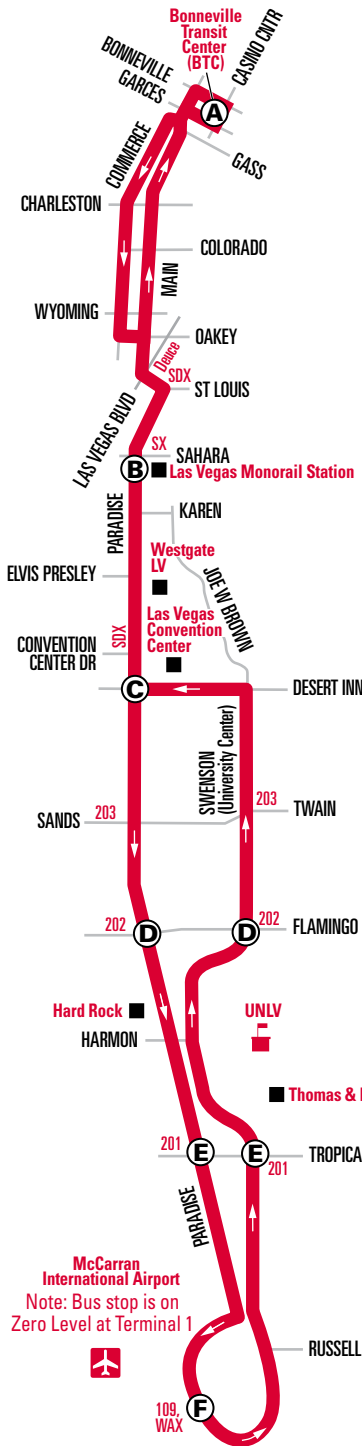 Bonneville
Transit
Center
(BTC)
BONNEVILLE
GARCES
CASINO CNTR
A
COMMERCE
GASS
CHARLESTON
COLORADO
MAIN
WYOMING
OAKEY
Deuce
SDX
ST LOUIS
LAS VEGAS BLVD
SX
SAHARA
B
Las Vegas Monorail Station
PARADISE
KAREN
Westgate
LV
ELVIS PRESLEY
JOE W BROWN
Las Vegas
Convention
Center
SDX
CONVENTION
CENTER DR
C
DESERT INN
SWENSON
(University Center)
203
TWAIN
SANDS
203
202
D
D
202
FLAMINGO
Hard Rock
UNLV
HARMON
Thomas &
201
E
E
201
TROPICA
PARADISE
McCarran
International Airport
Note: Bus stop is on
Zero Level at Terminal 1
RUSSELL
109,
WAX
F